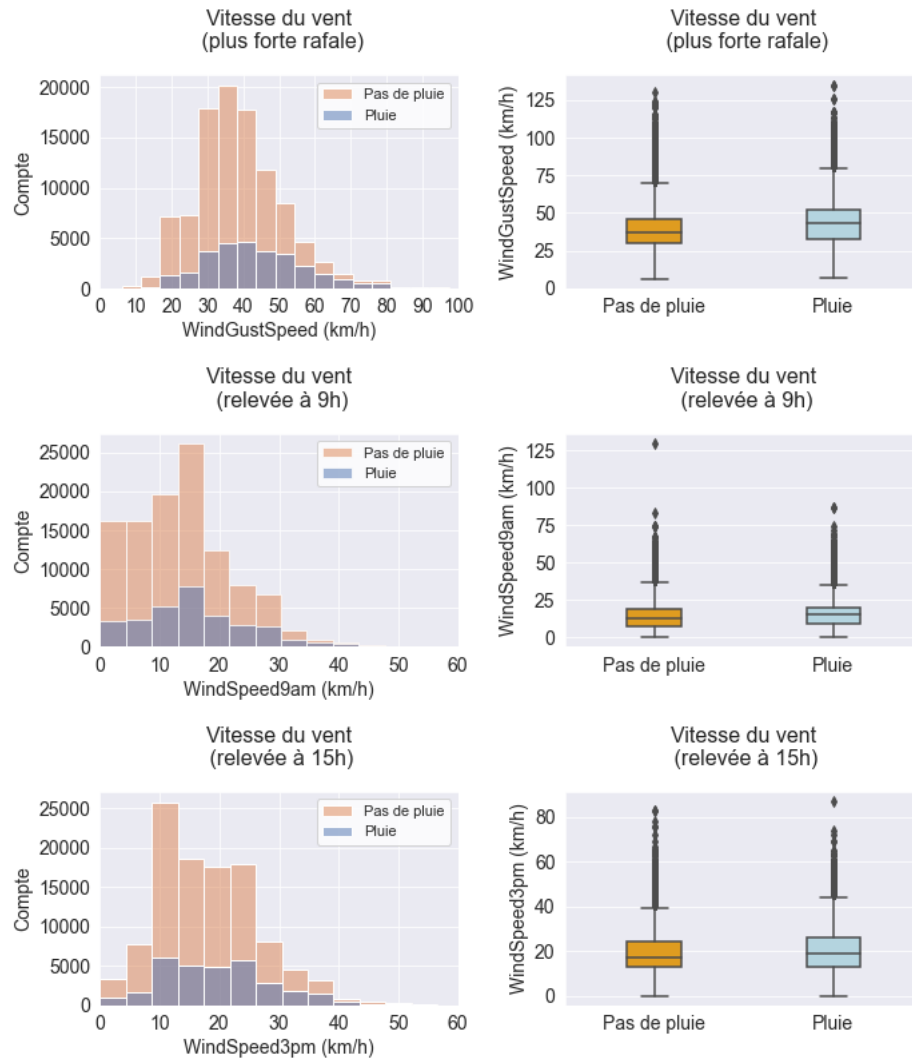 Vitesse du vent
(plus forte rafale)
20000
15000
10000
5000
0
Compte
Pas de pluie
Pluie
0 10 20 30 40 50 60 70 80 90 100
WindGustSpeed (km/h)
Vitesse du vent
(plus forte rafale)
125
100
75
50
25
0
WindGustSpeed (km/h)
Pas de pluie
Pluie
Vitesse du vent
(relevée à 9h)
25000
20000
15000
10000
5000
0
Compte
Pas de pluie
Pluie
0 10 20 30 40 50 60
WindSpeed9am (km/h)
Vitesse du vent
(relevée à 9h)
125
100
75
50
25
0
WindSpeed9am (km/h)
Pas de pluie
Pluie
Vitesse du vent
(relevée à 15h)
25000
20000
15000
10000
5000
0
Compte
Pas de pluie
Pluie
0 10 20 30 40 50 60
WindSpeed3pm (km/h)
Vitesse du vent
(relevée à 15h)
80
60
40
20
0
WindSpeed3pm (km/h)
Pas de pluie
Pluie